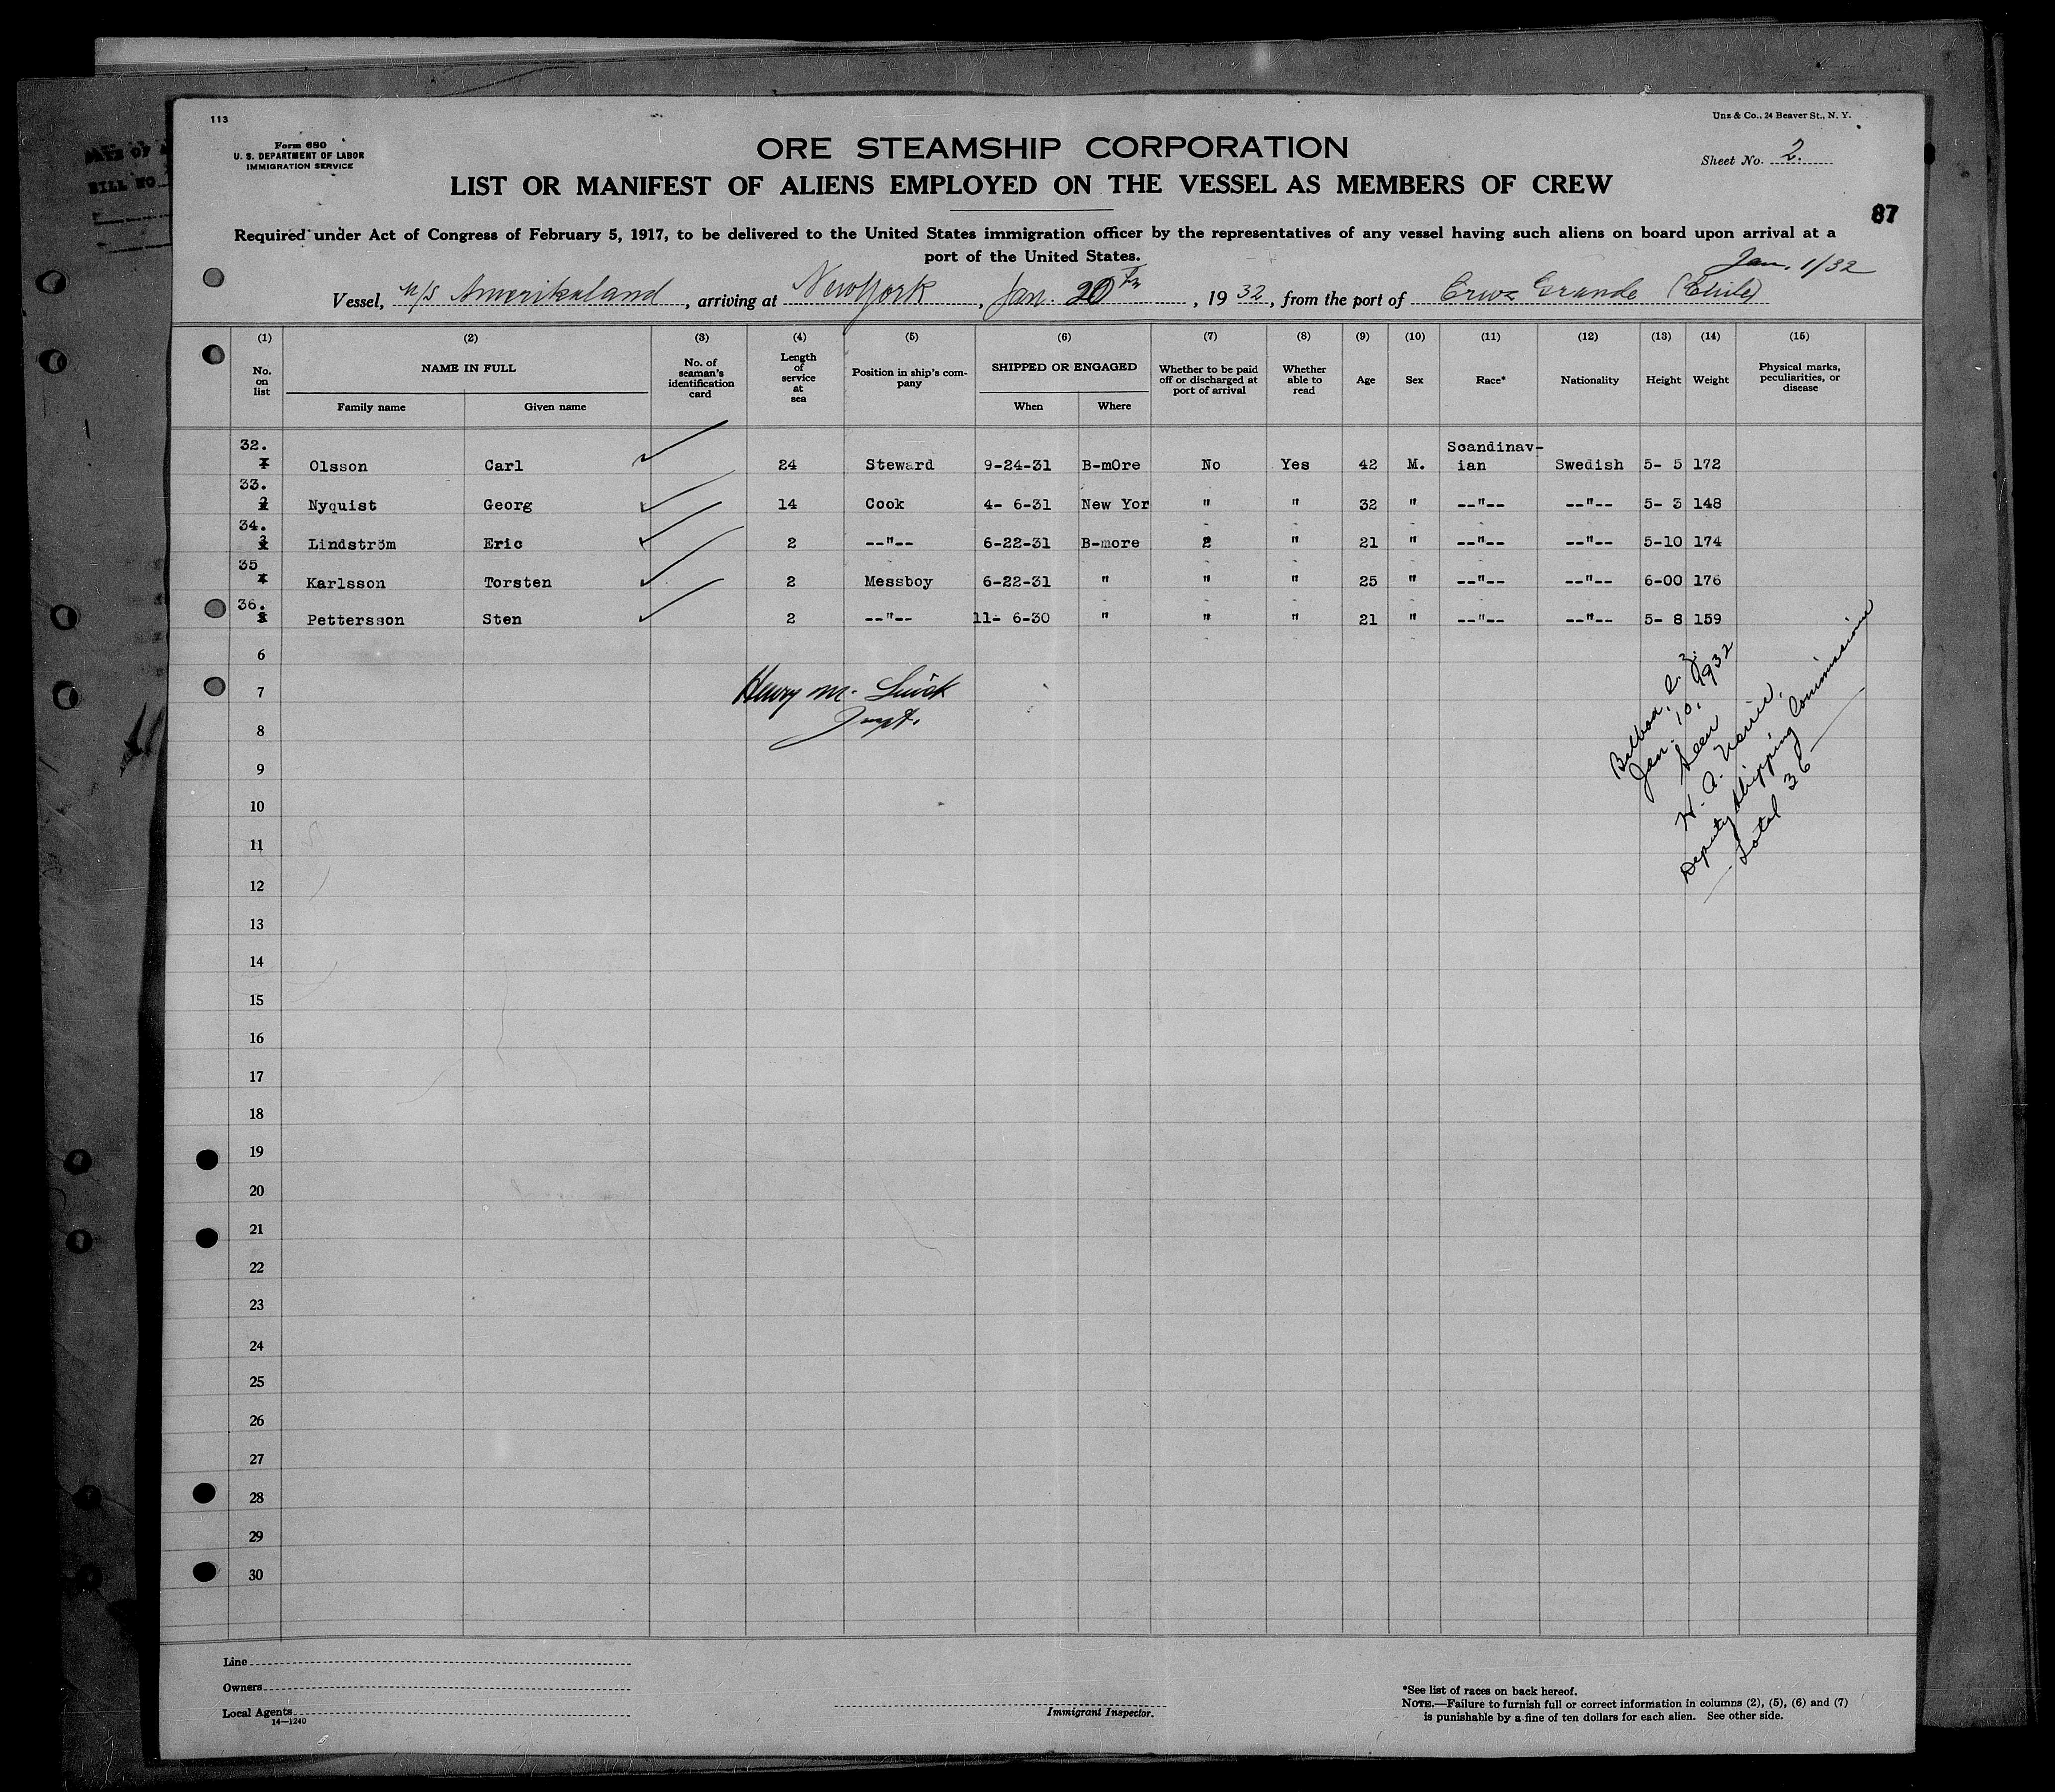 113
Unz & Co., 24 Beaver St., N. Y.
Form 680
U. S. DEPARTMENT OF LABOR
IMMIGRATION SERVICE
ORE STEAMSHIP CORPORATION
Sheet No. 2.
LIST OR MANIFEST OF ALIENS EMPLOYED ON THE VESSEL AS MEMBERS OF CREW
87
Required under Act of Congress of February 5, 1917, to be delivered to the United States immigration officer by the representatives of any vessel having such aliens on board upon arrival at a
port of the United States.
Jan. 1/32
Vessel, M/S Amerikaland, arriving at New York, Jan. 20th, 1932, from the port of Cruz Grande (Chile)
(1) (2) (3) (4) (5) (6) (7) (8) (9) (10) (11) (12) (13) (14) (15)
No. on list NAME IN FULL Family name Given name No. of seaman's identification card Length of service at sea Position in ship's company SHIPPED OR ENGAGED When Where Whether to be paid off or discharged at port of arrival Whether able to read Age Sex Race* Nationality Height Weight Physical marks, peculiarities, or disease
32. Scandinav-
Olsson Carl 24 Steward 9-24-31 B-mOre No Yes 42 M. ian Swedish 5- 5 172
33.
Nyquist Georg 14 Cook 4- 6-31 New Yor " " 32 " --"-- --"-- 5- 3 148
34.
Lindström Eric 2 --"-- 6-22-31 B-more " 21 " --"-- --"-- 5-10 174
35
Karlsson Torsten 2 Messboy 6-22-31 " " " 25 " --"-- --"-- 6-00 176
36.
Pettersson Sten 2 --"-- 11- 6-30 " " " 21 " --"-- --"-- 5- 8 159
6
7
8
9
10
11
12
13
14
15
16
17
18
19
20
21
22
23
24
25
26
27
28
29
30
Henry M.
Balboa, C. Z.
Jan. 10, 1932
Seen
H. A.
Deputy Shipping Commissioner
Total 36
Line
Owners
Local Agents
14—1240
Immigrant Inspector.
*See list of races on back hereof.
NOTE.—Failure to furnish full or correct information in columns (2), (5), (6) and (7)
is punishable by a fine of ten dollars for each alien. See other side.
BILL NO